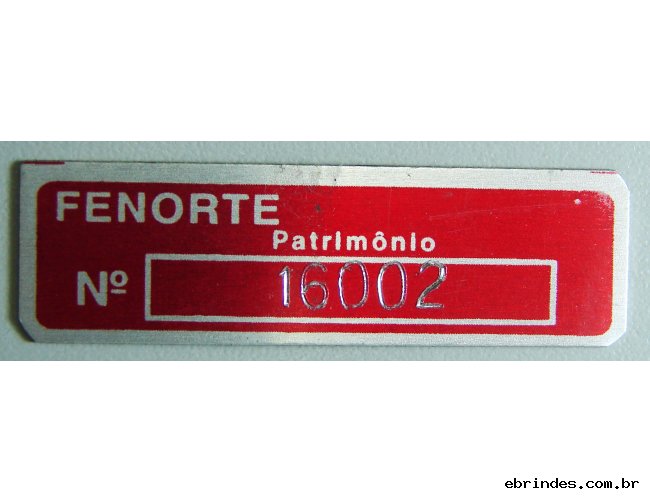 FENORTE
Patrimônio
Nº 16002
ebrindes.com.br